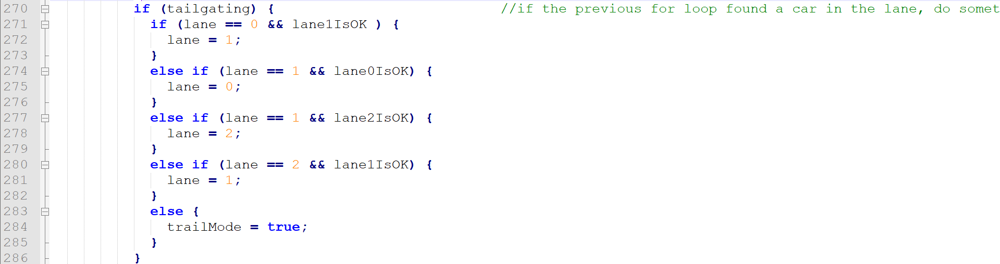 270 if (tailgating) { //if the previous for loop found a car in the lane, do somet
271 if (lane == 0 && lane1IsOK ) {
272 lane = 1;
273 }
274 else if (lane == 1 && lane0IsOK) {
275 lane = 0;
276 }
277 else if (lane == 1 && lane2IsOK) {
278 lane = 2;
279 }
280 else if (lane == 2 && lane1IsOK) {
281 lane = 1;
282 }
283 else {
284 trailMode = true;
285 }
286 }